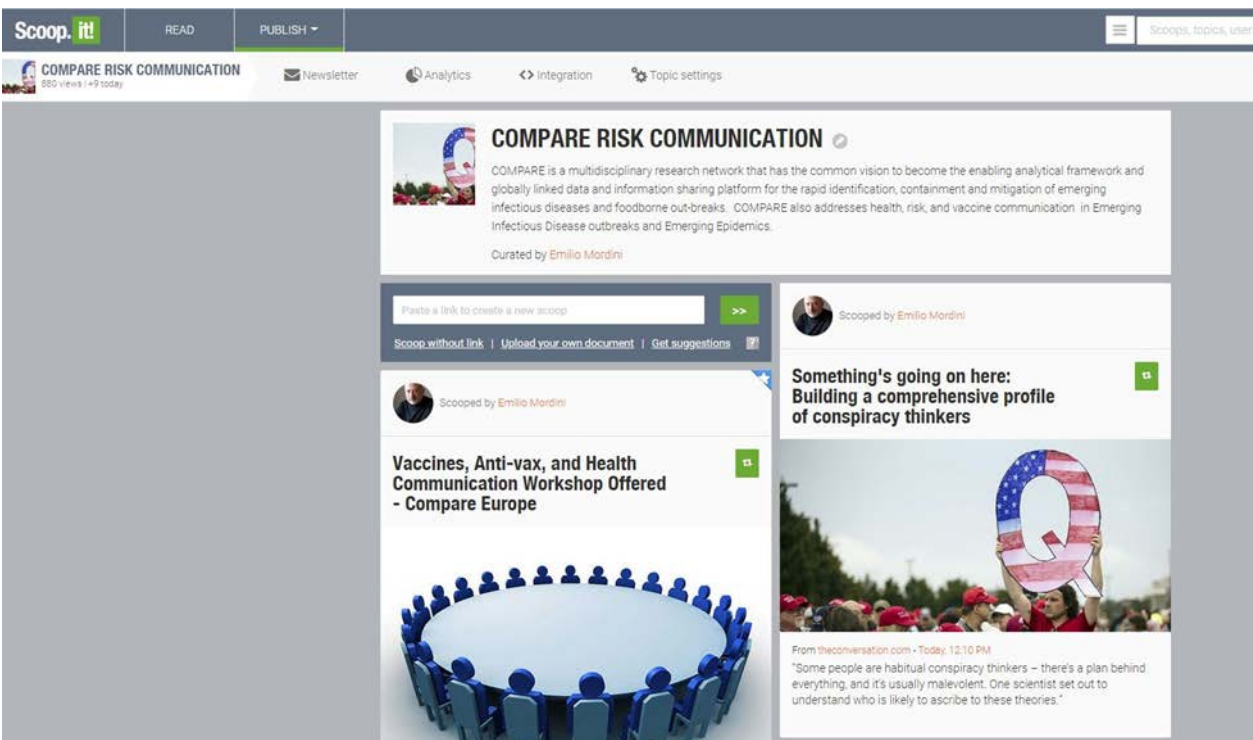 Scoop.it!
READ
PUBLISH
Scoops, topics, user
COMPARE RISK COMMUNICATION
880 views | +9 today
Newsletter
Analytics
<> Integration
Topic settings
COMPARE RISK COMMUNICATION
COMPARE is a multidisciplinary research network that has the common vision to become the enabling analytical framework and
globally linked data and information sharing platform for the rapid identification, containment and mitigation of emerging
infectious diseases and foodborne out-breaks. COMPARE also addresses health, risk, and vaccine communication in Emerging
Infectious Disease outbreaks and Emerging Epidemics.
Curated by Emilio Mordini
Paste a link to create a new scoop
>>
Scoop without link | Upload your own document | Get suggestions ?
Scooped by Emilio Mordini
Vaccines, Anti-vax, and Health
Communication Workshop Offered
- Compare Europe
Scooped by Emilio Mordini
Something's going on here:
Building a comprehensive profile
of conspiracy thinkers
Q
From theconversation.com - Today, 12:10 PM
"Some people are habitual conspiracy thinkers – there's a plan behind
everything, and it's usually malevolent. One scientist set out to
understand who is likely to ascribe to these theories."